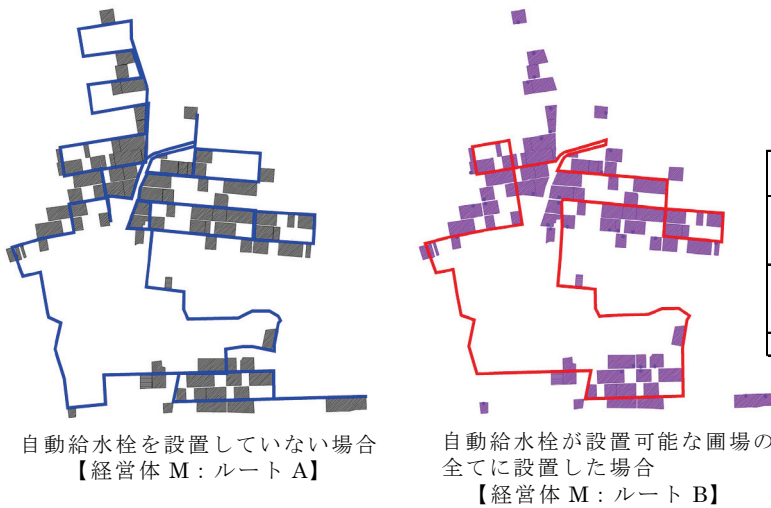 自動給水栓を設置していない場合
【経営体 M：ルート A】
自動給水栓が設置可能な圃場の
全てに設置した場合
【経営体 M：ルート B】